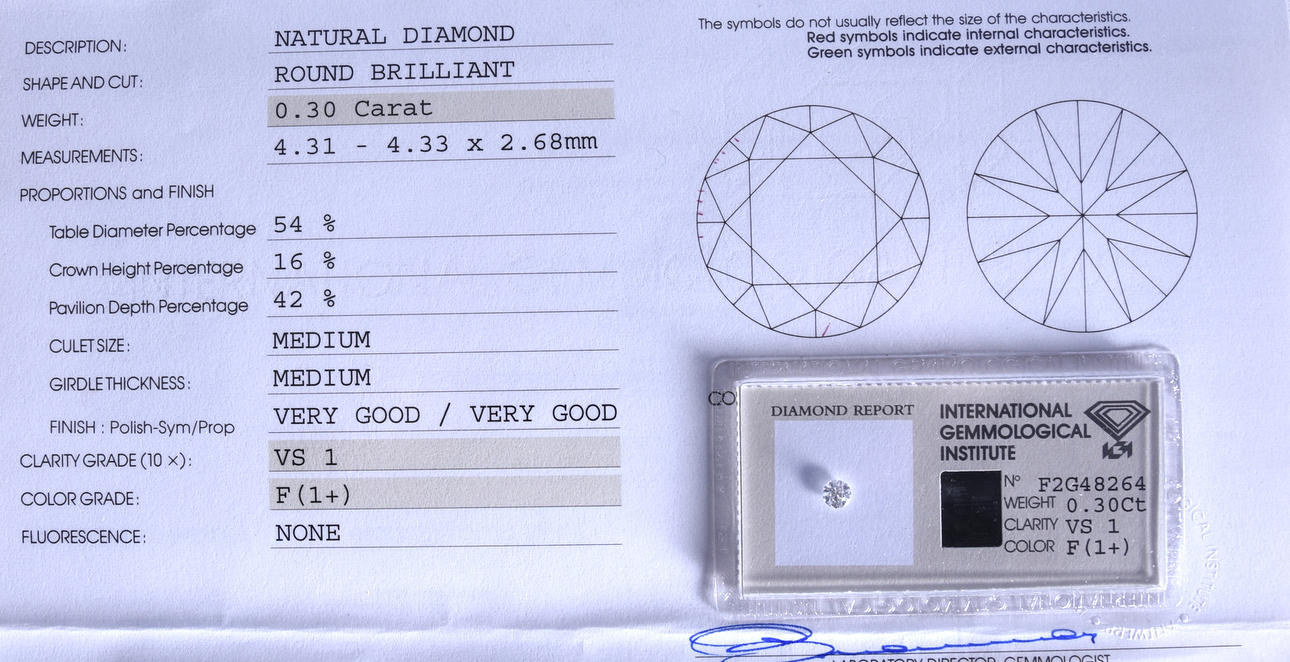 DESCRIPTION: NATURAL DIAMOND
SHAPE AND CUT: ROUND BRILLIANT
WEIGHT: 0.30 Carat
MEASUREMENTS: 4.31 - 4.33 x 2.68mm
PROPORTIONS and FINISH
Table Diameter Percentage 54 %
Crown Height Percentage 16 %
Pavilion Depth Percentage 42 %
CULET SIZE: MEDIUM
GIRDLE THICKNESS: MEDIUM
FINISH : Polish-Sym/Prop VERY GOOD / VERY GOOD
CLARITY GRADE (10 ×): VS 1
COLOR GRADE: F(1+)
FLUORESCENCE: NONE
The symbols do not usually reflect the size of the characteristics.
Red symbols indicate internal characteristics.
Green symbols indicate external characteristics.
CO
DIAMOND REPORT
INTERNATIONAL
GEMMOLOGICAL
INSTITUTE
N° F2G48264
WEIGHT 0.30Ct
CLARITY VS 1
COLOR F(1+)
LABORATORY DIRECTOR, GEMMOLOGIST